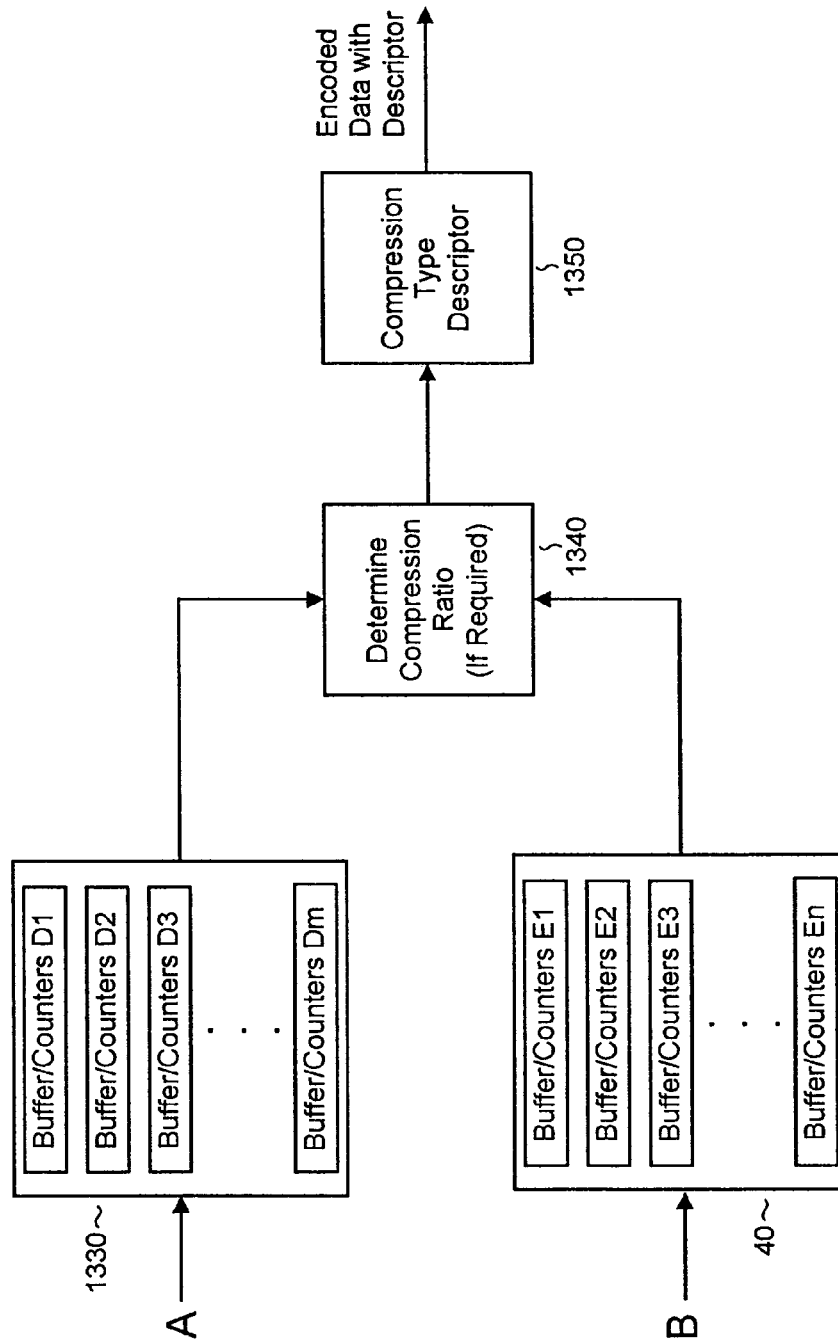 A
1330
Buffer/Counters D1
Buffer/Counters D2
Buffer/Counters D3
. . .
Buffer/Counters Dm
B
40
Buffer/Counters E1
Buffer/Counters E2
Buffer/Counters E3
. . .
Buffer/Counters En
Determine
Compression
Ratio
(If Required)
1340
Compression
Type
Descriptor
1350
Encoded
Data with
Descriptor